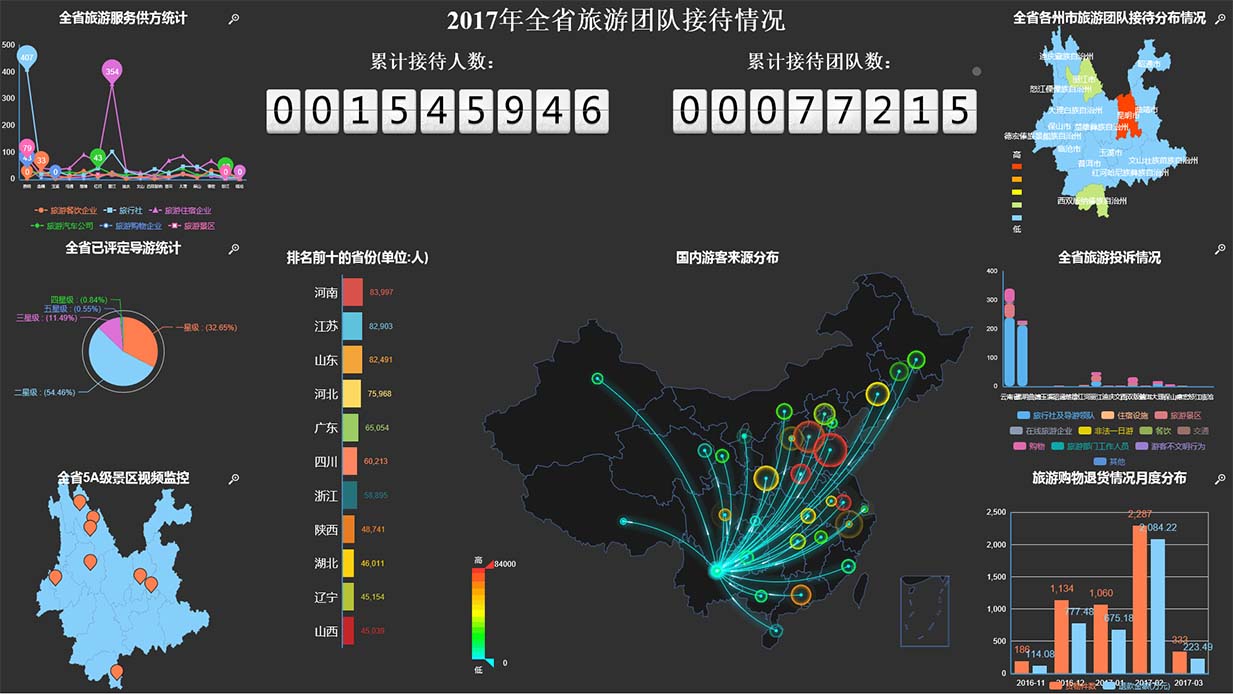 全省旅游服务供方统计
500
400
300
200
100
0
407
354
79
43
33
43
0
0
0
0
旅游餐饮企业
旅行社
旅游住宿企业
旅游汽车公司
旅游购物企业
旅游景区
全省已评定导游统计
四星级 : (0.84%)
五星级 : (0.55%)
三星级 : (11.49%)
一星级 : (32.65%)
二星级 : (54.46%)
全省5A级景区视频监控
2017年全省旅游团队接待情况
累计接待人数:
累计接待团队数:
001545946
00077215
排名前十的省份(单位:人)
河南 83,997
江苏 82,903
山东 82,491
河北 75,968
广东 65,054
四川 60,213
浙江 58,895
陕西 48,741
湖北 46,011
辽宁 45,154
山西 45,039
国内游客来源分布
高
84000
0
低
全省各州市旅游团队接待分布情况
迪庆藏族自治州
昭通市
丽江市
怒江傈僳族自治州
大理白族自治州
曲靖市
昆明市
保山市
楚雄彝族自治州
德宏傣族景颇族自治州
临沧市
玉溪市
普洱市
文山壮族苗族自治州
红河哈尼族彝族自治州
西双版纳傣族自治州
高
低
全省旅游投诉情况
400
300
200
100
0
旅行社及导游领队
住宿设施
旅游景区
在线旅游企业
非法一日游
餐饮
交通
购物
旅游部门工作人员
游客不文明行为
其他
旅游购物退货情况月度分布
2,500
2,000
1,500
1,000
500
0
186
114.08
1,134
777.48
1,060
675.18
2,287
2,084.22
333
223.49
2016-11
2016-12
2017-01
2017-02
2017-03
退款金额(万元)